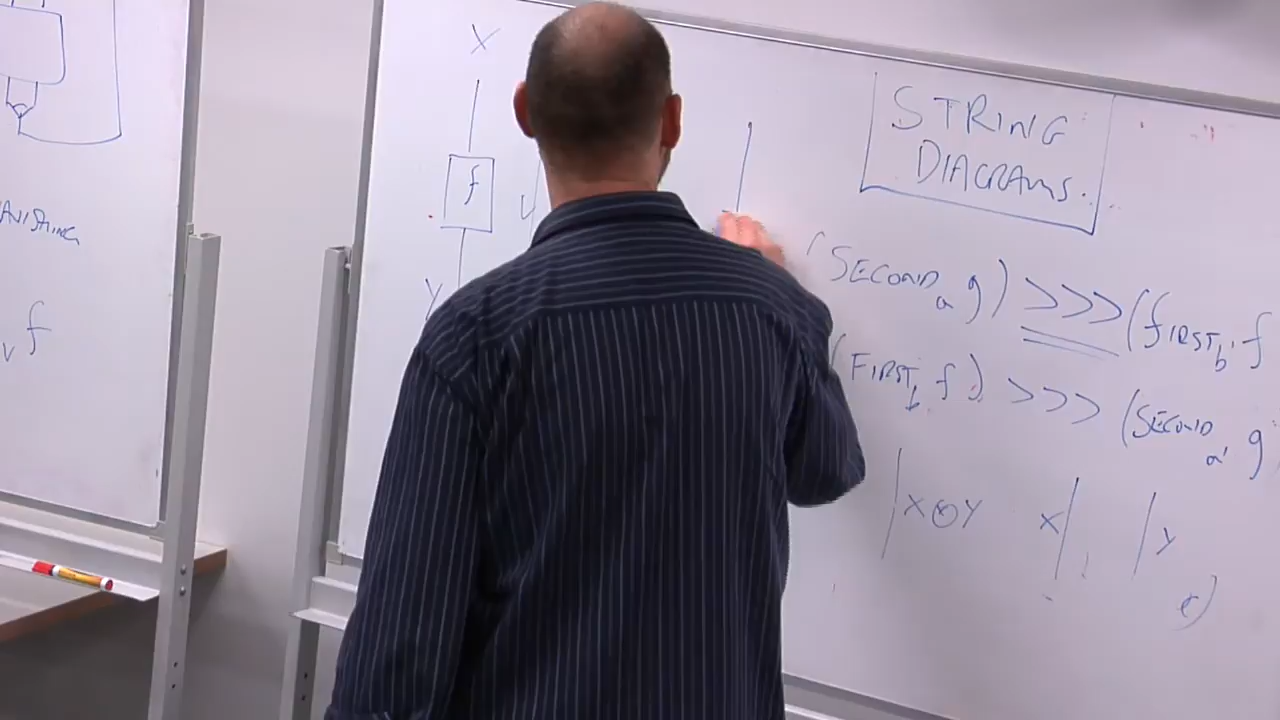 f
X
f
Y
y
STRING
DIAGRAMS.
(SECOND a g) >>> (FIRST b' f
(FIRST b f) >>> (SECOND a' g
X⊗Y X Y